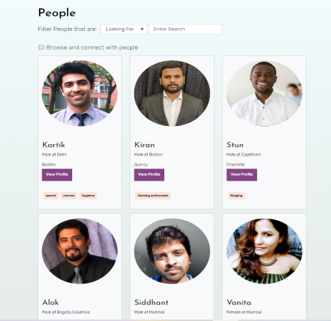 People
Filter People that are: Looking For Enter Search
Browse and connect with people
Kartik
Male at Delhi
Boston
View Profile
sports movies hygiene
Kiran
Male at Boston
Quincy
View Profile
Dancing enthusiast
Stun
Male at Capetown
Charlotte
View Profile
Singing
Alok
Male at Bogota Columbia
Siddhant
Male at Mumbai
Vanita
Female at Mumbai